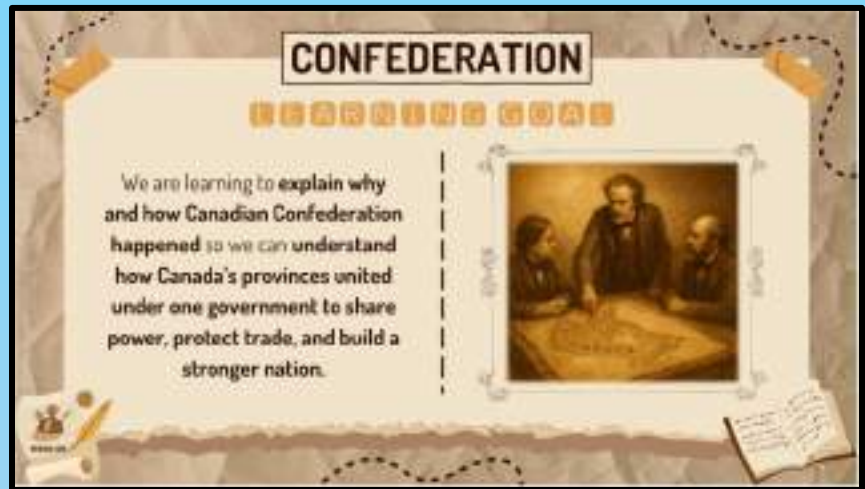 CONFEDERATION
LEARNING GOAL
We are learning to explain why
and how Canadian Confederation
happened so we can understand
how Canada's provinces united
under one government to share
power, protect trade, and build a
stronger nation.